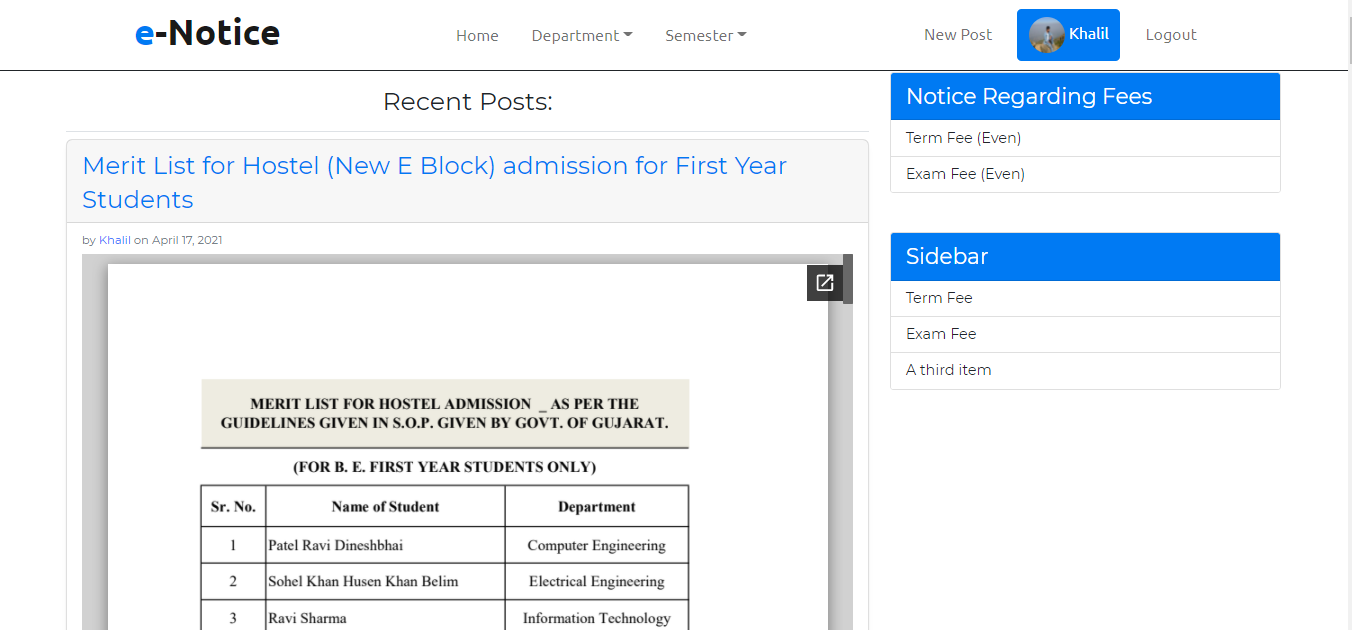 e-Notice
Home
Department
Semester
New Post
Khalil
Logout
Recent Posts:
Merit List for Hostel (New E Block) admission for First Year
Students
by Khalil on April 17, 2021
MERIT LIST FOR HOSTEL ADMISSION _ AS PER THE
GUIDELINES GIVEN IN S.O.P. GIVEN BY GOVT. OF GUJARAT.
(FOR B. E. FIRST YEAR STUDENTS ONLY)
Sr. No. Name of Student Department
1 Patel Ravi Dineshbhai Computer Engineering
2 Sohel Khan Husen Khan Belim Electrical Engineering
3 Ravi Sharma Information Technology
Notice Regarding Fees
Term Fee (Even)
Exam Fee (Even)
Sidebar
Term Fee
Exam Fee
A third item